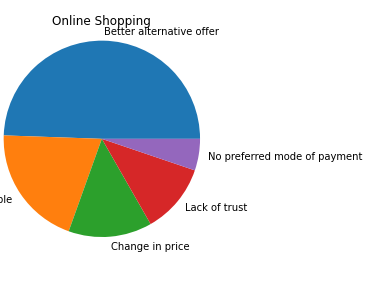 Online Shopping
Better alternative offer
No preferred mode of payment
Lack of trust
Change in price